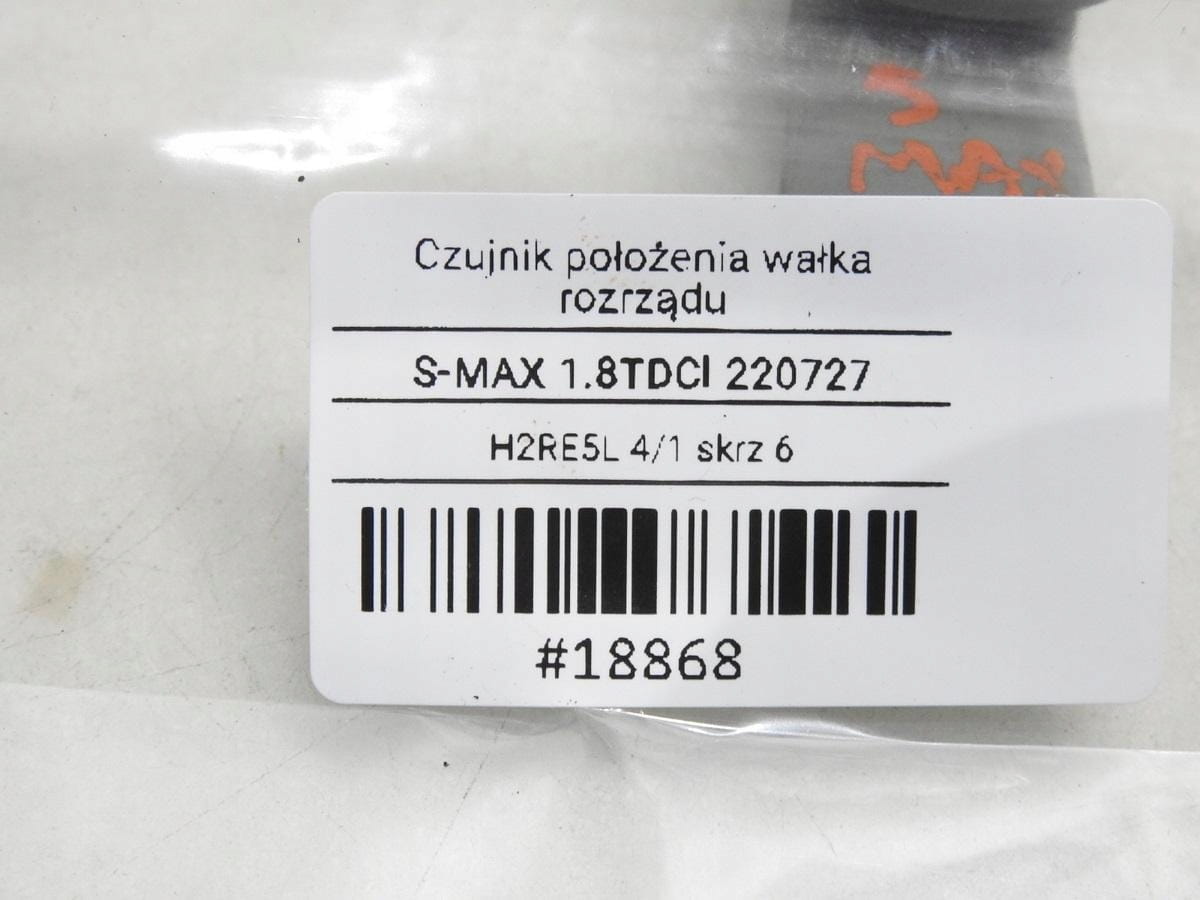 S
MAX
Czujnik położenia wałka
rozrządu
S-MAX 1.8TDCI 220727
H2RE5L 4/1 skrz 6
#18868